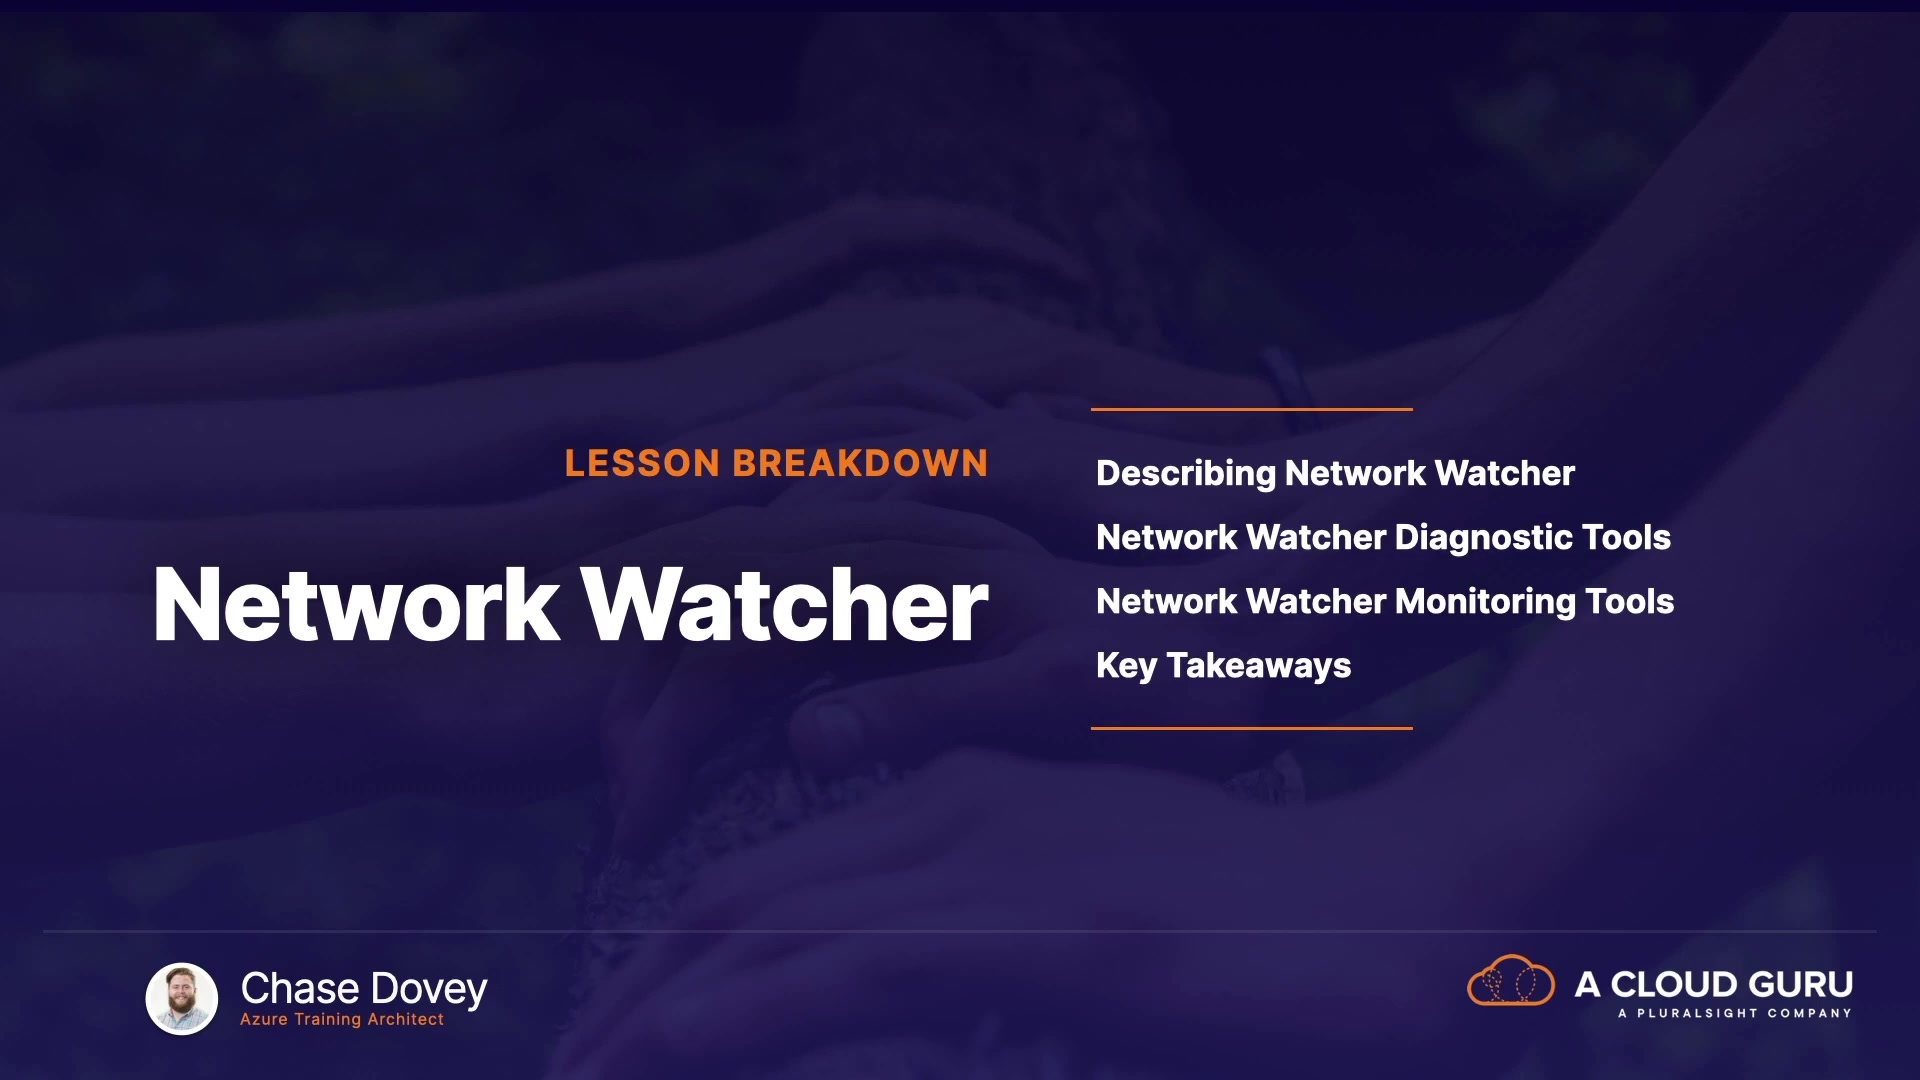 LESSON BREAKDOWN
Network Watcher
Describing Network Watcher
Network Watcher Diagnostic Tools
Network Watcher Monitoring Tools
Key Takeaways
Chase Dovey
Azure Training Architect
A CLOUD GURU
A PLURALSIGHT COMPANY